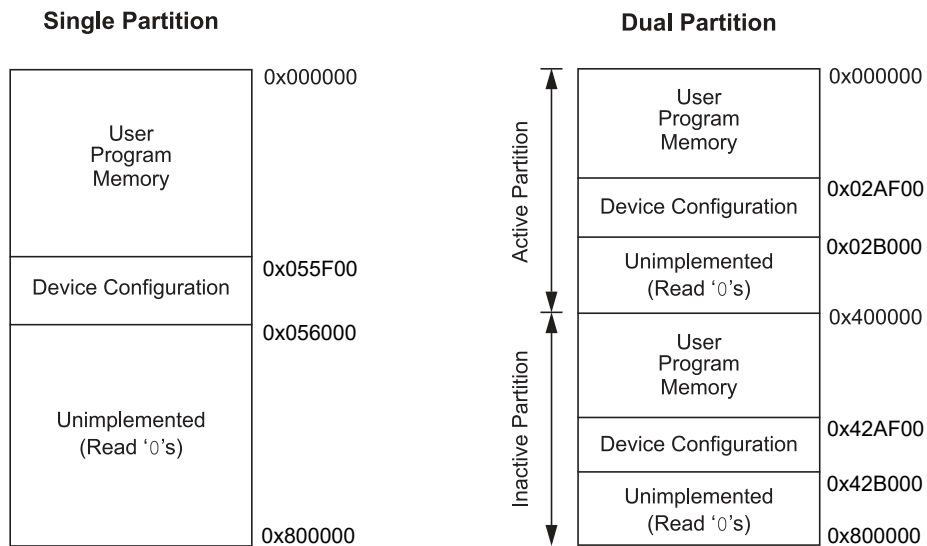 Single Partition
0x000000
User
Program
Memory
0x055F00
Device Configuration
0x056000
Unimplemented
(Read ‘0’s)
0x800000
Dual Partition
Active Partition
0x000000
User
Program
Memory
0x02AF00
Device Configuration
0x02B000
Unimplemented
(Read ‘0’s)
0x400000
Inactive Partition
User
Program
Memory
0x42AF00
Device Configuration
0x42B000
Unimplemented
(Read ‘0’s)
0x800000